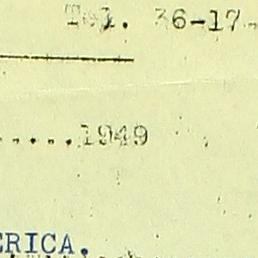 Tel. 36-17-
.....1949
ERICA.